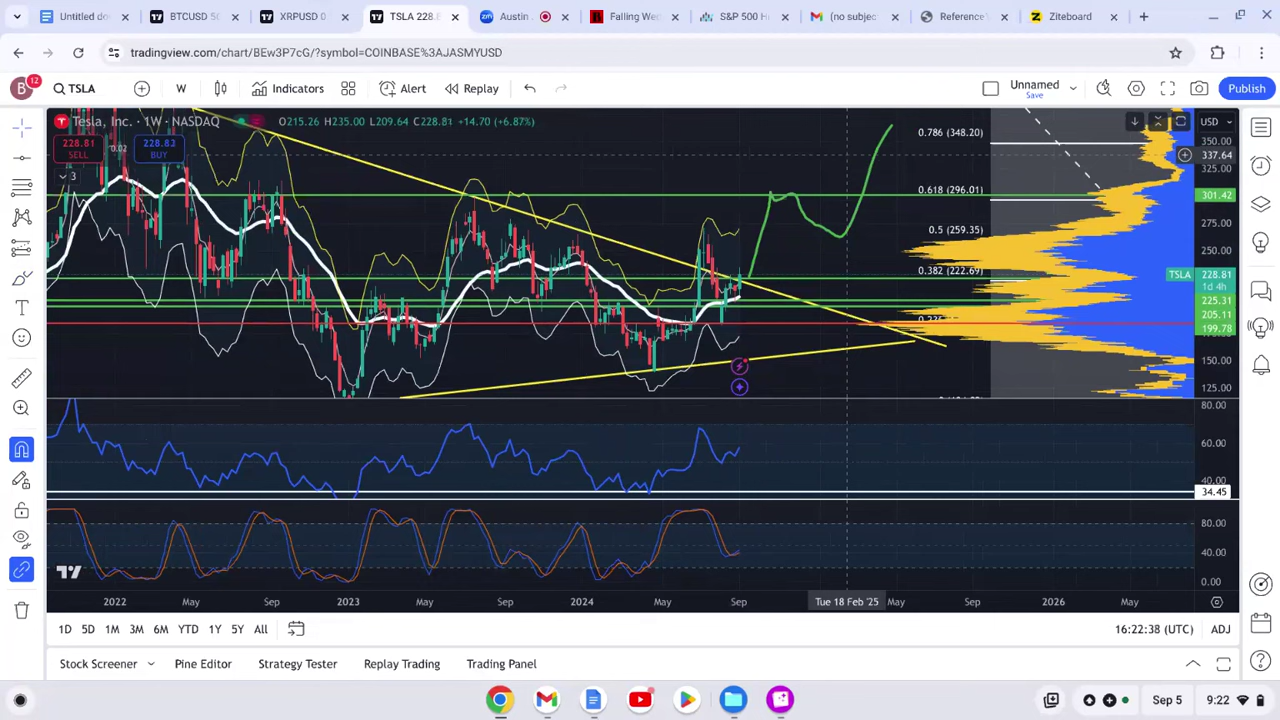 Untitled do
BTCUSD 5
XRPUSD
TSLA 228.8
Austin
Falling We
S&P 500 H
(no subjec
Reference
Ziteboard
tradingview.com/chart/BEw3P7cG/?symbol=COINBASE%3AJASMYUSD
B 12 TSLA W Indicators Alert Replay Unnamed Save Publish
Tesla, Inc. · 1W · NASDAQ O215.26 H235.00 L209.64 C228.81 +14.70 (+6.87%)
228.81 SELL 0.02 228.83 BUY
3
USD
0.786 (348.20)
350.00
337.64
325.00
0.618 (296.01)
301.42
275.00
0.5 (259.35)
250.00
0.382 (222.69)
TSLA 228.81
1d 4h
225.31
205.11
199.78
150.00
125.00
80.00
60.00
40.00
34.45
80.00
40.00
0.00
2022 May Sep 2023 May Sep 2024 May Sep Tue 18 Feb '25 May Sep 2026 May
1D 5D 1M 3M 6M YTD 1Y 5Y All 16:22:38 (UTC) ADJ
Stock Screener Pine Editor Strategy Tester Replay Trading Trading Panel
Sep 5 9:22